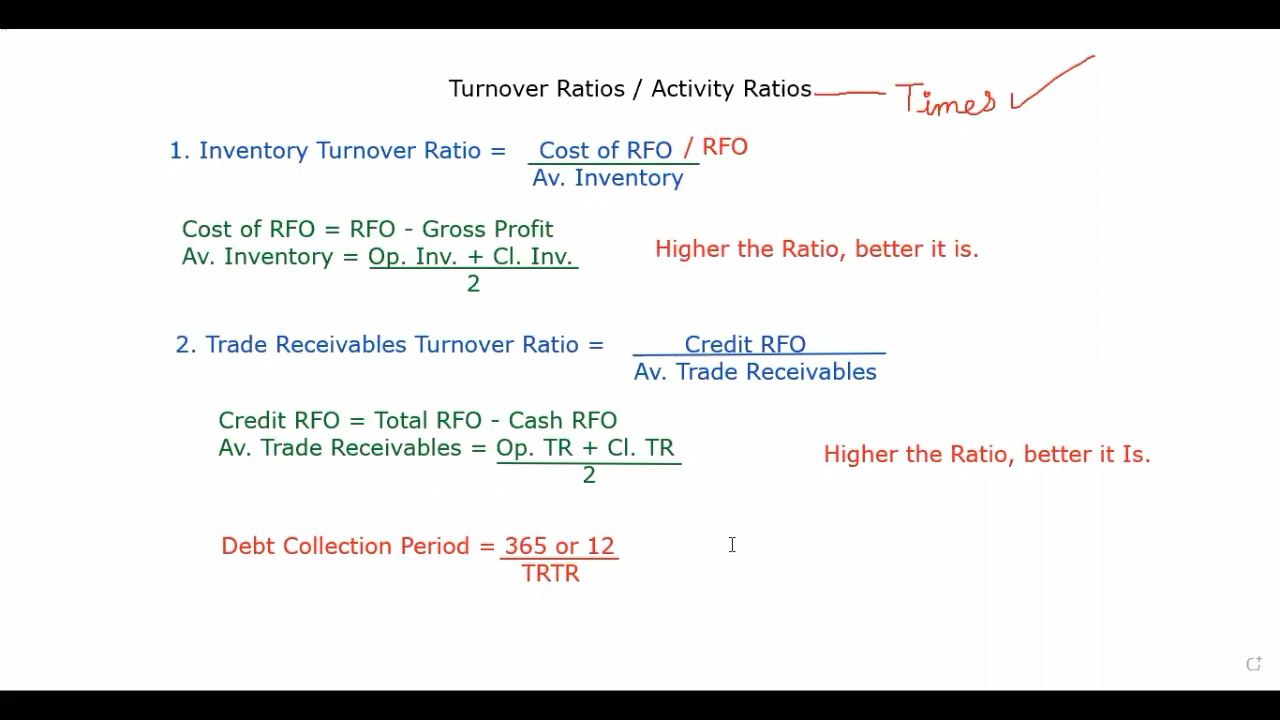 Turnover Ratios / Activity Ratios Times
1. Inventory Turnover Ratio = Cost of RFO / RFO
Av. Inventory
Cost of RFO = RFO - Gross Profit
Av. Inventory = Op. Inv. + Cl. Inv.
2
Higher the Ratio, better it is.
2. Trade Receivables Turnover Ratio = Credit RFO
Av. Trade Receivables
Credit RFO = Total RFO - Cash RFO
Av. Trade Receivables = Op. TR + Cl. TR
2
Higher the Ratio, better it Is.
Debt Collection Period = 365 or 12
TRTR